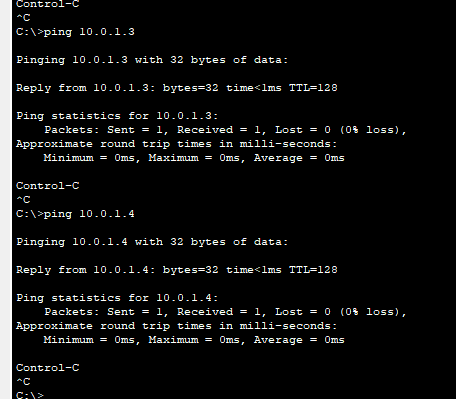 Control-C
^C
C:\>ping 10.0.1.3
Pinging 10.0.1.3 with 32 bytes of data:
Reply from 10.0.1.3: bytes=32 time<1ms TTL=128
Ping statistics for 10.0.1.3:
Packets: Sent = 1, Received = 1, Lost = 0 (0% loss),
Approximate round trip times in milli-seconds:
Minimum = 0ms, Maximum = 0ms, Average = 0ms
Control-C
^C
C:\>ping 10.0.1.4
Pinging 10.0.1.4 with 32 bytes of data:
Reply from 10.0.1.4: bytes=32 time<1ms TTL=128
Ping statistics for 10.0.1.4:
Packets: Sent = 1, Received = 1, Lost = 0 (0% loss),
Approximate round trip times in milli-seconds:
Minimum = 0ms, Maximum = 0ms, Average = 0ms
Control-C
^C
C:\>